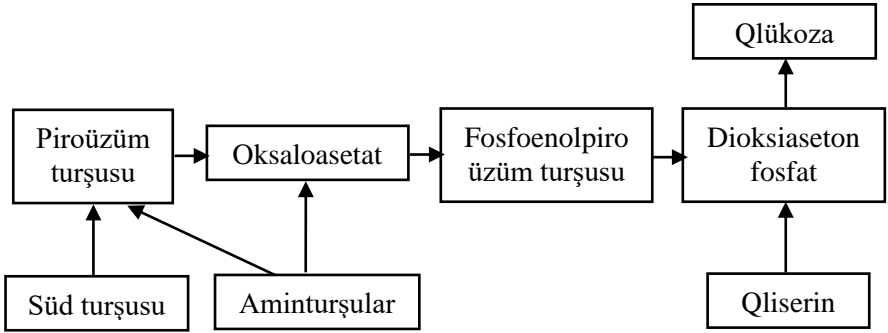 Qlükoza
Piroüzüm
turşusu
Oksaloasetat
Fosfoenolpiro
üzüm turşusu
Dioksiaseton
fosfat
Süd turşusu
Aminturşular
Qliserin